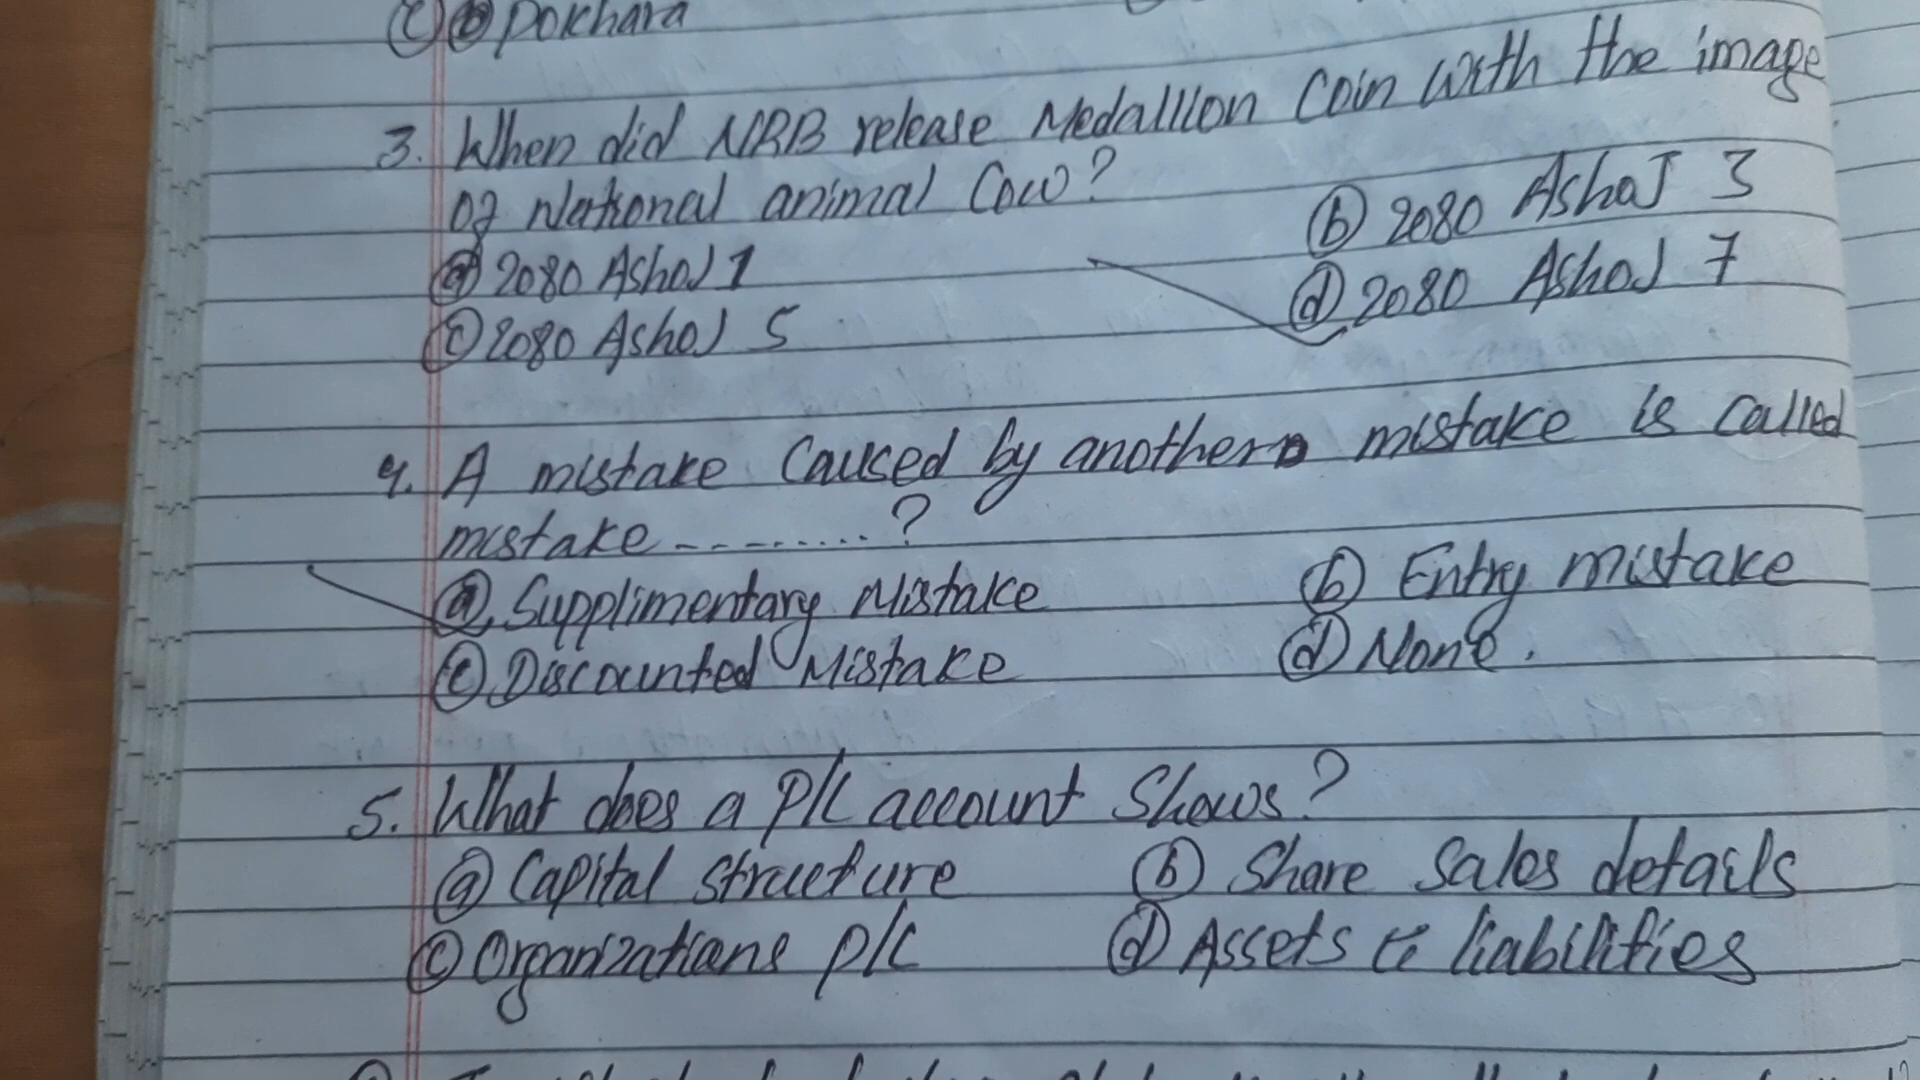 (c) Pokhara
3. When did NRB release Medallion Coin with the image
of National animal Cow?
(a) 2080 Ashoj 1 (b) 2080 Ashoj 3
(c) 2080 Ashoj 5 (d) 2080 Ashoj 7
4. A mistake Caused by another mistake is called
mistake ---------?
(a) Supplimentary Mistake (b) Entry mistake
(c) Discounted Mistake (d) None.
5. What does a P/L account Shows?
(a) Capital Structure (b) Share Sales details
(c) Organizations P/L (d) Assets & liabilities